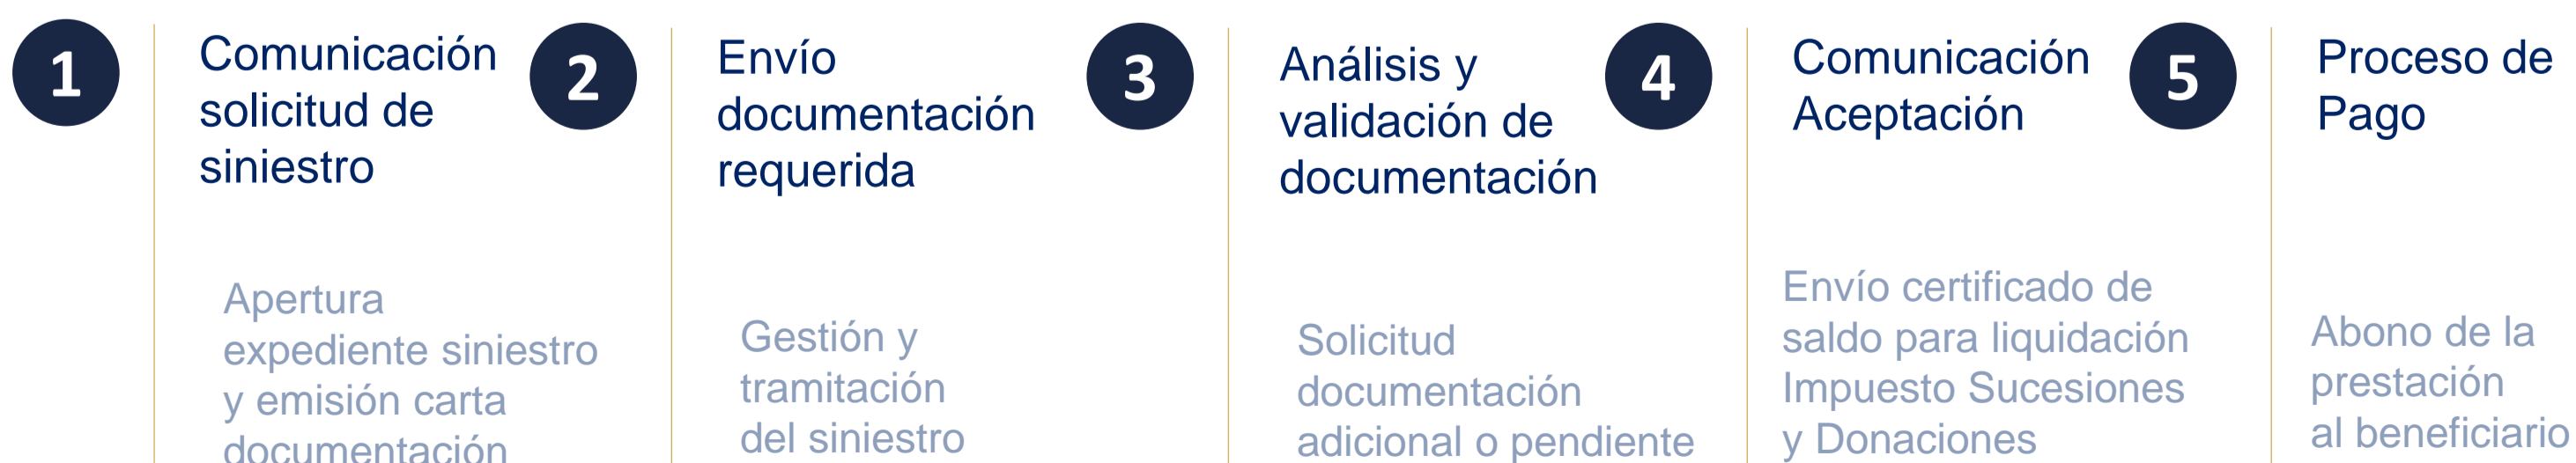 1
Comunicación
solicitud de
siniestro
Apertura
expediente siniestro
y emisión carta
documentación
2
Envío
documentación
requerida
Gestión y
tramitación
del siniestro
3
Análisis y
validación de
documentación
Solicitud
documentación
adicional o pendiente
4
Comunicación
Aceptación
Envío certificado de
saldo para liquidación
Impuesto Sucesiones
y Donaciones
5
Proceso de
Pago
Abono de la
prestación
al beneficiario